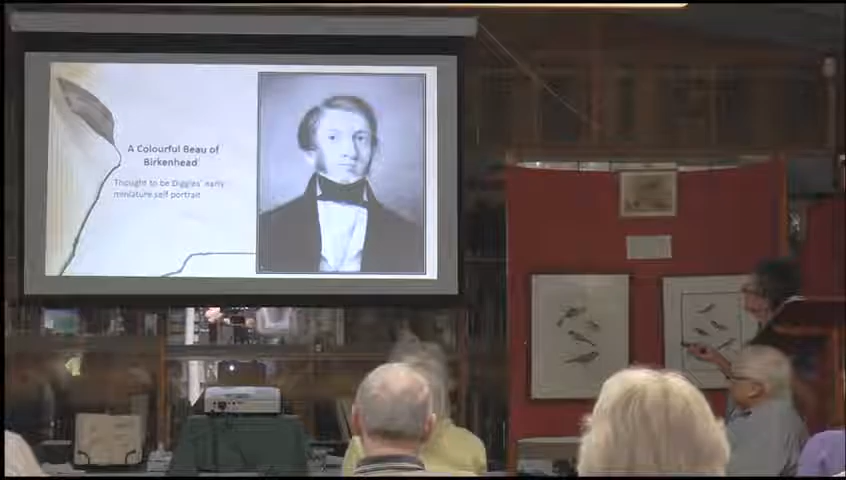 A Colourful Beau of
Birkenhead
Thought to be Diggles' early
miniature self portrait